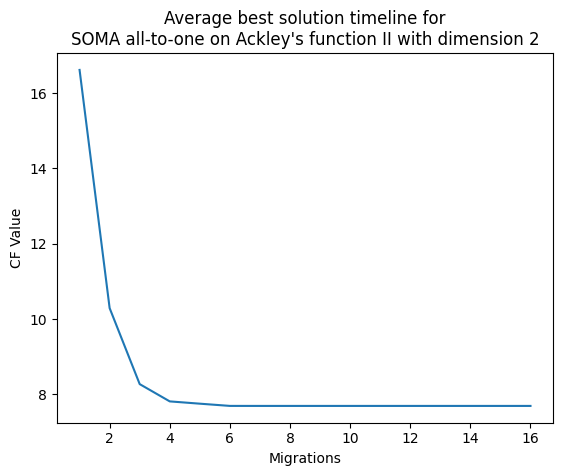 Average best solution timeline for
SOMA all-to-one on Ackley's function II with dimension 2
16
14
12
10
8
CF Value
2 4 6 8 10 12 14 16
Migrations